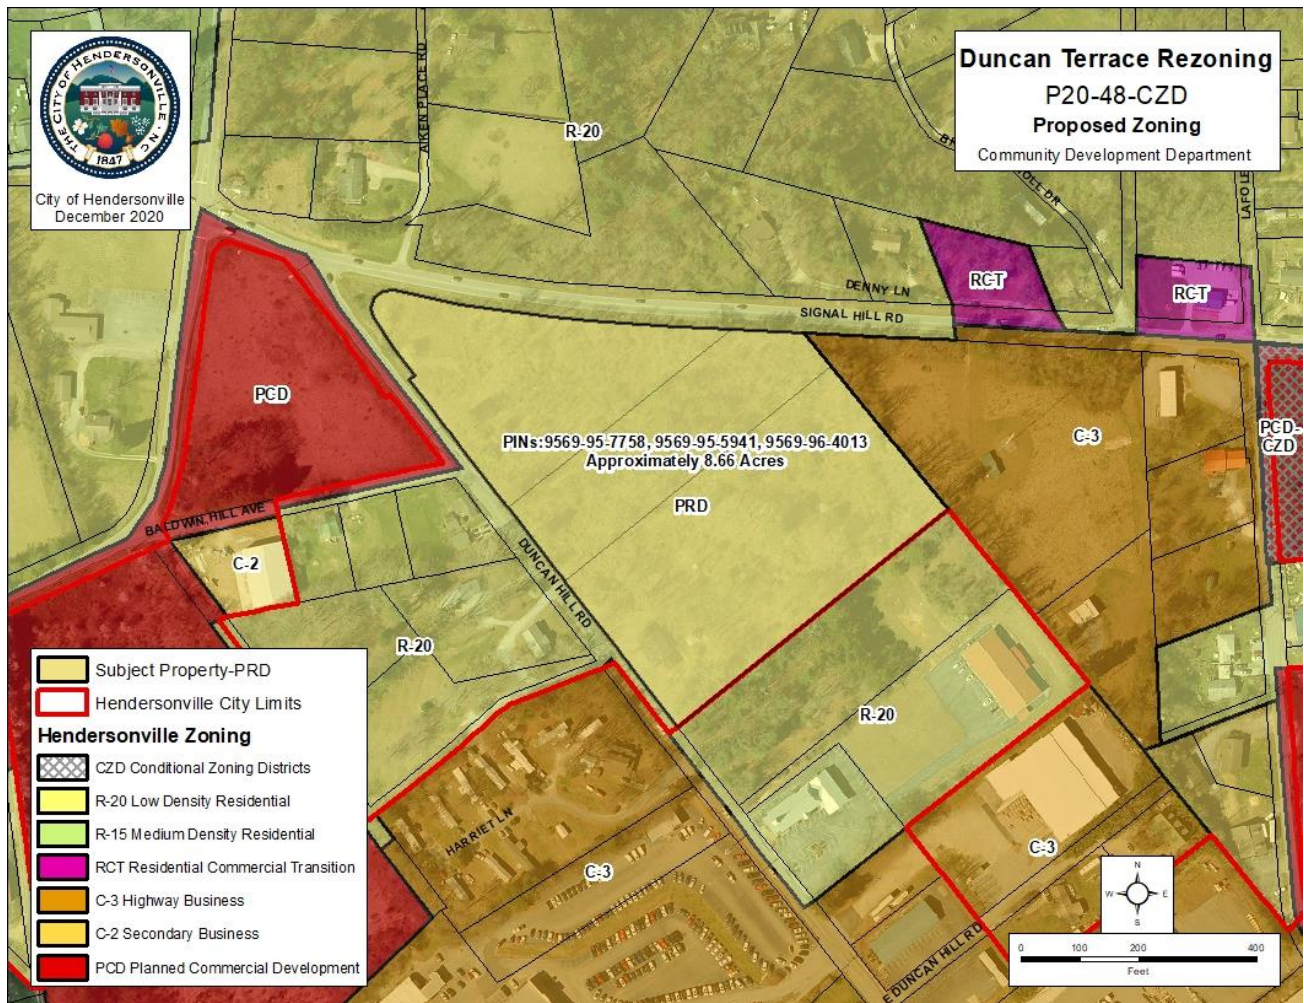 THE CITY OF HENDERSONVILLE • NC
1847
City of Hendersonville
December 2020
Duncan Terrace Rezoning
P20-48-CZD
Proposed Zoning
Community Development Department
AIKEN PLACE RD
R-20
DENNY LN
SIGNAL HILL RD
RCT
RCT
PCD
PINs:9569-95-7758, 9569-95-5941, 9569-96-4013
Approximately 8.66 Acres
PRD
C-3
PCD-
CZD
BALDWIN HILL AVE
C-2
DUNCAN HILL RD
R-20
R-20
HARRIET LN
C-3
C-3
E DUNCAN HILL RD
Subject Property-PRD
Hendersonville City Limits
Hendersonville Zoning
CZD Conditional Zoning Districts
R-20 Low Density Residential
R-15 Medium Density Residential
RCT Residential Commercial Transition
C-3 Highway Business
C-2 Secondary Business
PCD Planned Commercial Development
N
W E
S
0 100 200 400
Feet